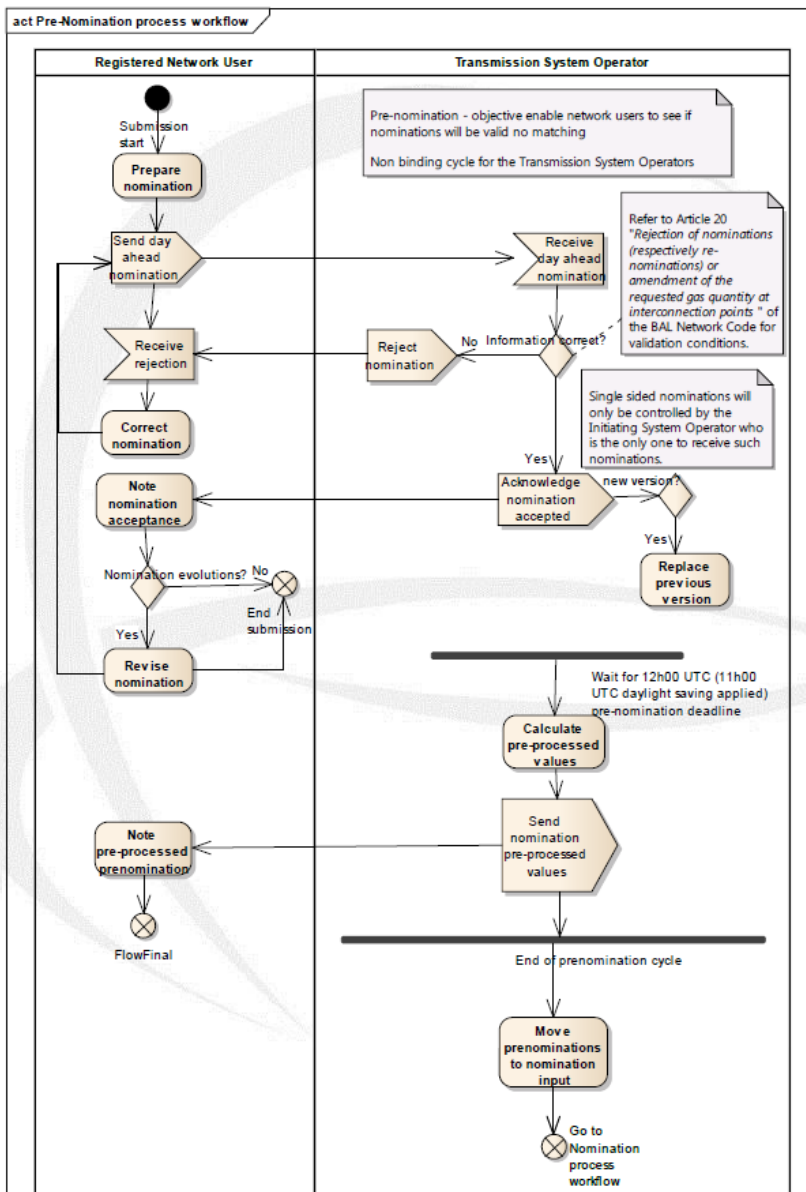 act Pre-Nomination process workflow
Registered Network User
Transmission System Operator
Submission
start
Pre-nomination - objective enable network users to see if
nominations will be valid no matching
Non binding cycle for the Transmission System Operators
Prepare
nomination
Refer to Article 20
"Rejection of nominations
(respectively re-
nominations) or
amendment of the
requested gas quantity at
interconnection points " of
the BAL Network Code for
validation conditions.
Send day
ahead
nomination
Receive
day ahead
nomination
Receive
rejection
Reject
nomination
No
Information correct?
Correct
nomination
Single sided nominations will
only be controlled by the
Initiating System Operator who
is the only one to receive such
nominations.
Yes
Note
nomination
acceptance
Acknowledge
nomination
accepted
new version?
Yes
Replace
previous
version
Nomination evolutions?
No
End
submission
Yes
Revise
nomination
Wait for 12h00 UTC (11h00
UTC daylight saving applied)
pre-nomination deadline
Calculate
pre-processed
values
Send
nomination
pre-processed
values
Note
pre-processed
prenomination
FlowFinal
End of prenomination cycle
Move
prenominations
to nomination
input
Go to
Nomination
process
workflow